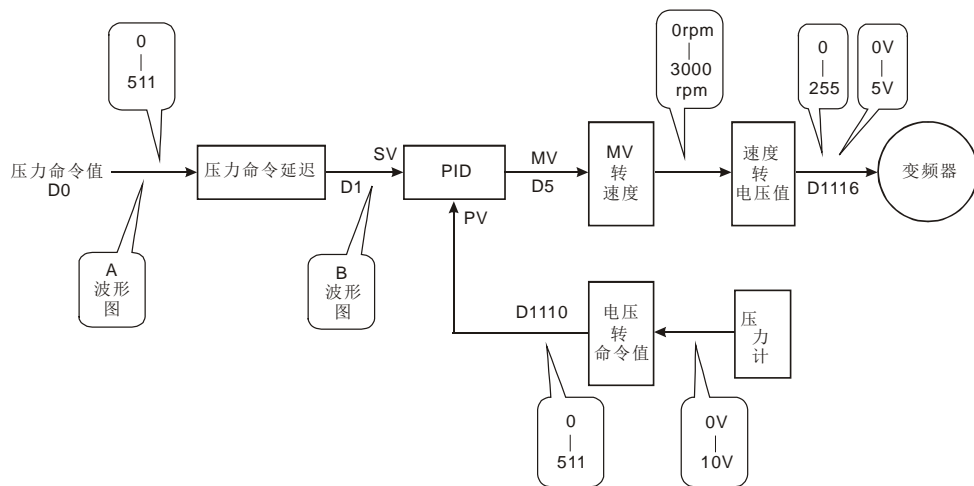 0
|
511
压力命令值
D0
压力命令延迟
SV
D1
PID
MV
D5
MV
转
速度
0rpm
|
3000
rpm
速度
转
电压值
0
|
255
0V
|
5V
D1116
变频器
A
波形
图
B
波形
图
PV
D1110
电压
转
命令值
压
力
计
0
|
511
0V
|
10V